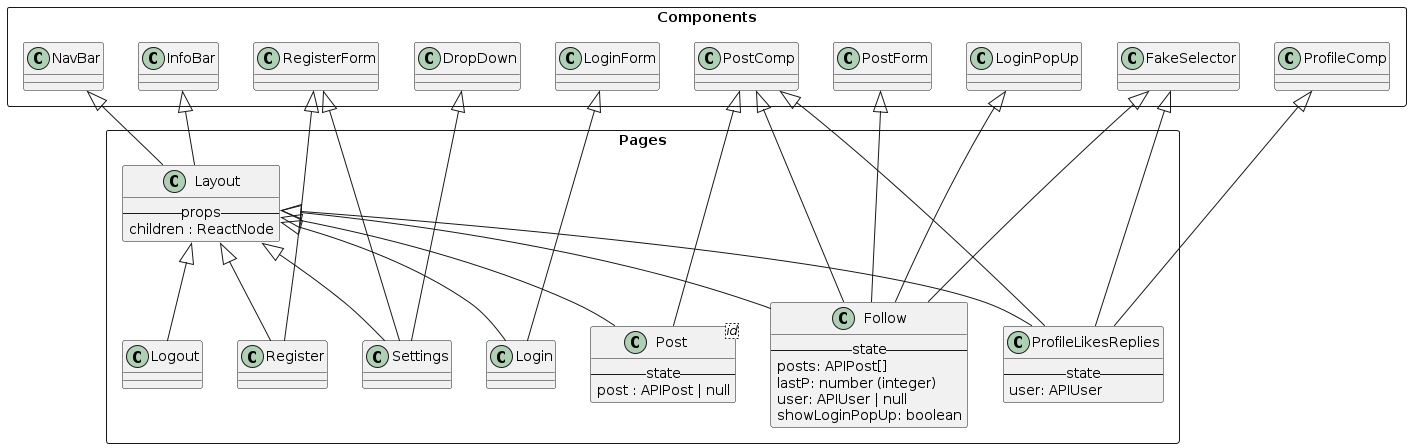 Components
C NavBar
C InfoBar
C RegisterForm
C DropDown
C LoginForm
C PostComp
C PostForm
C LoginPopUp
C FakeSelector
C ProfileComp
Pages
C Layout
props
children : ReactNode
C Logout
C Register
C Settings
C Login
C Post
id
state
post : APIPost | null
C Follow
state
posts: APIPost[]
lastP: number (integer)
user: APIUser | null
showLoginPopUp: boolean
C ProfileLikesReplies
state
user: APIUser